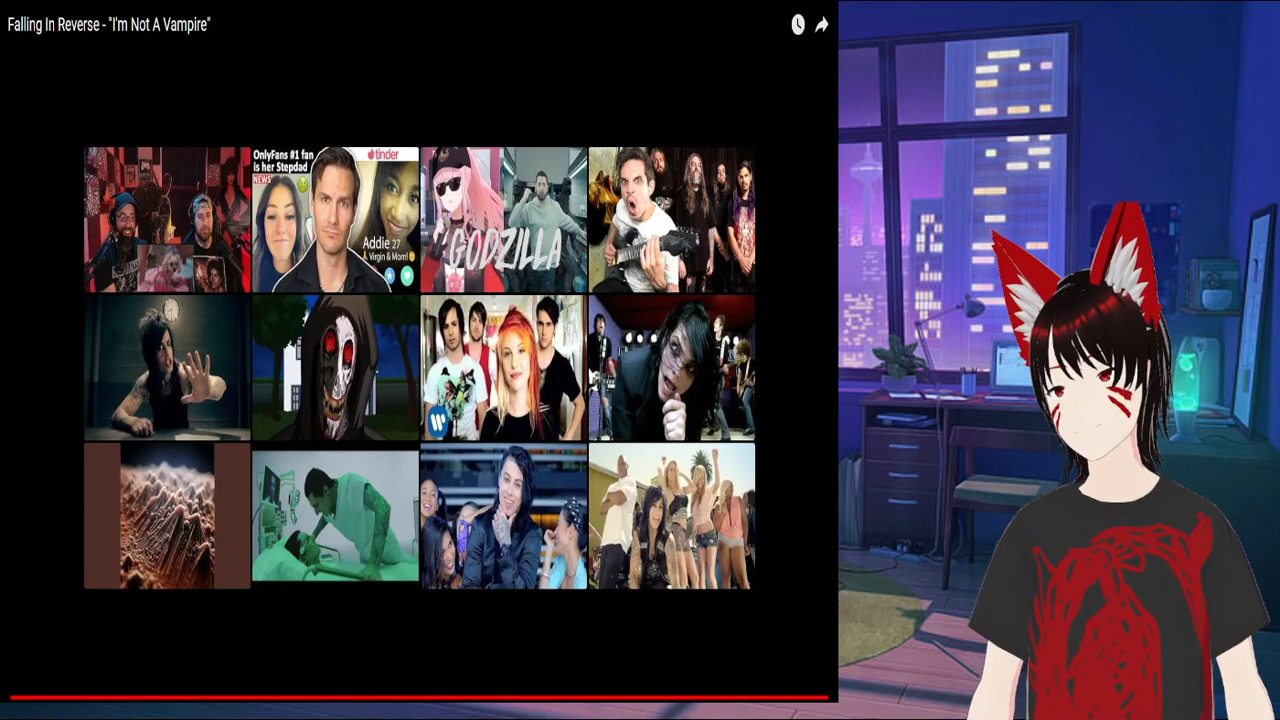 Falling In Reverse - "I'm Not A Vampire"
OnlyFans #1 fan
is her Stepdad
NEWS
tinder
Addie 27
Virgin & Mom!
GODZILLA